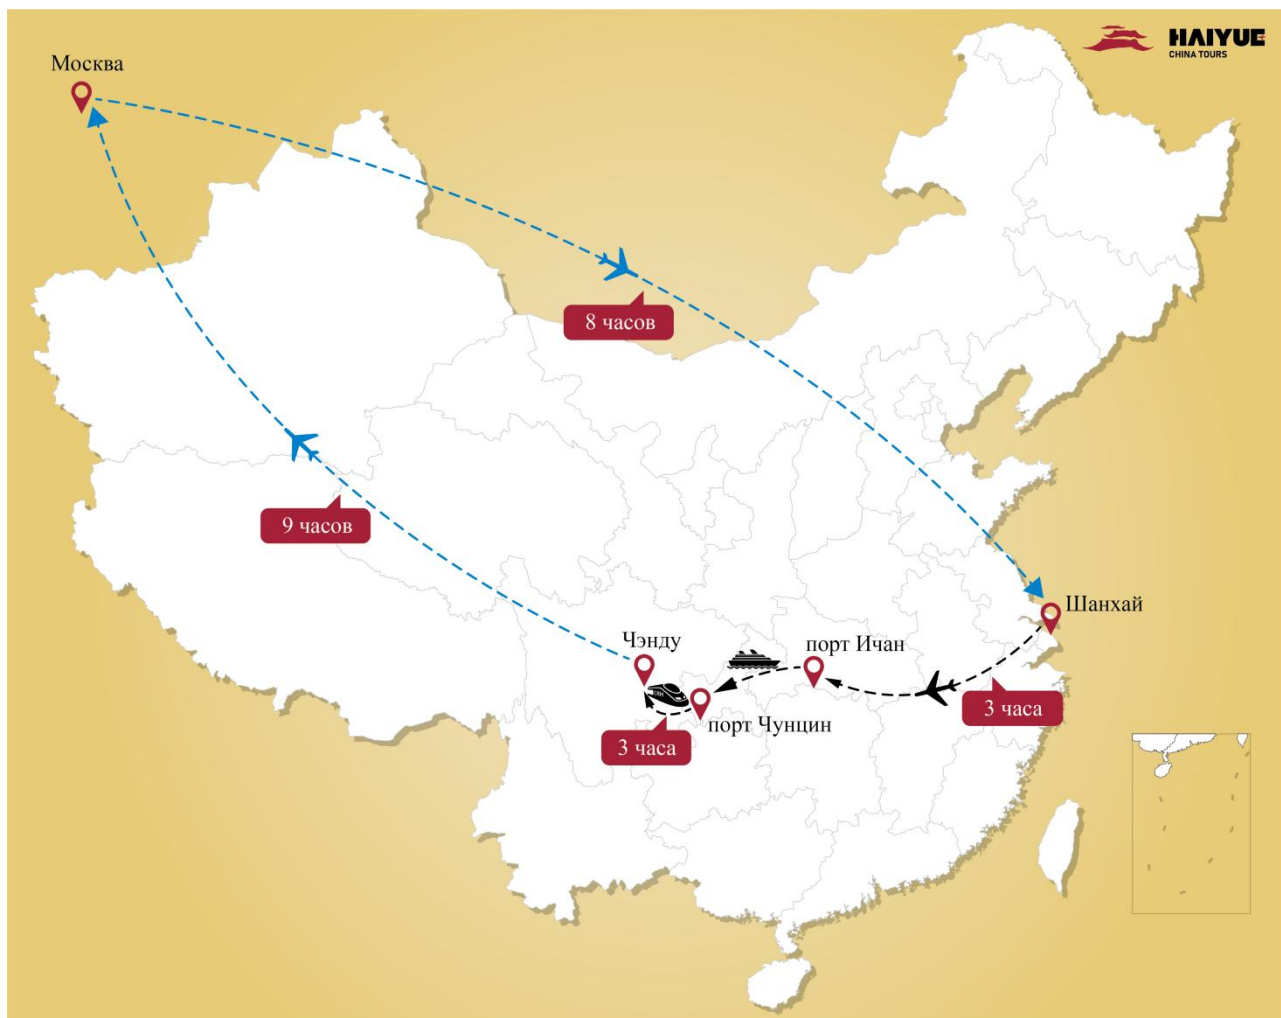 HAIYUE
CHINA TOURS
Москва
8 часов
9 часов
Шанхай
Чэнду
порт Ичан
порт Чунцин
3 часа
3 часа